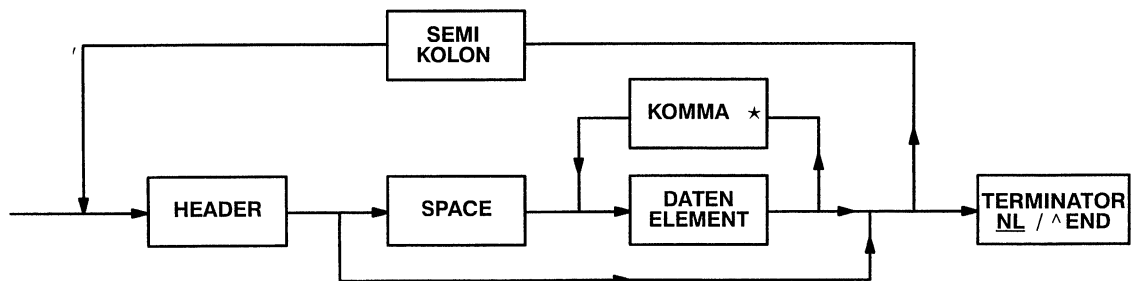 SEMI
KOLON
KOMMA ★
HEADER
SPACE
DATEN
ELEMENT
TERMINATOR
NL / ^END